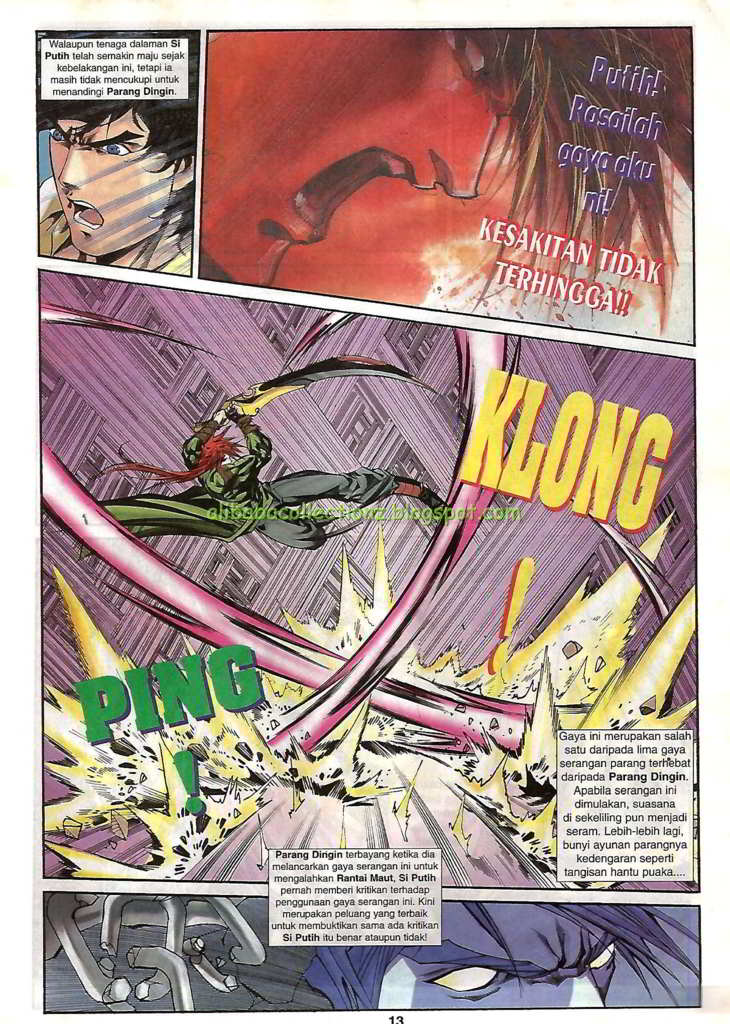 Walaupun tenaga dalaman Si
Putih telah semakin maju sejak
kebelakangan ini, tetapi ia
masih tidak mencukupi untuk
menandingi Parang Dingin.
Putih!
Rasailah
gaya aku
ni!
KESAKITAN TIDAK
TERHINGGA!!
KLONG
!
alibabacollectionz.blogspot.com
PING
!
Gaya ini merupakan salah
satu daripada lima gaya
serangan parang terhebat
daripada Parang Dingin.
Apabila serangan ini
dimulakan, suasana
di sekeliling pun menjadi
seram. Lebih-lebih lagi,
bunyi ayunan parangnya
kedengaran seperti
tangisan hantu puaka....
Parang Dingin terbayang ketika dia
melancarkan gaya serangan ini untuk
mengalahkan Rantai Maut, Si Putih
pernah memberi kritikan terhadap
penggunaan gaya serangan ini. Kini
merupakan peluang yang terbaik
untuk membuktikan sama ada kritikan
Si Putih itu benar ataupun tidak!
13